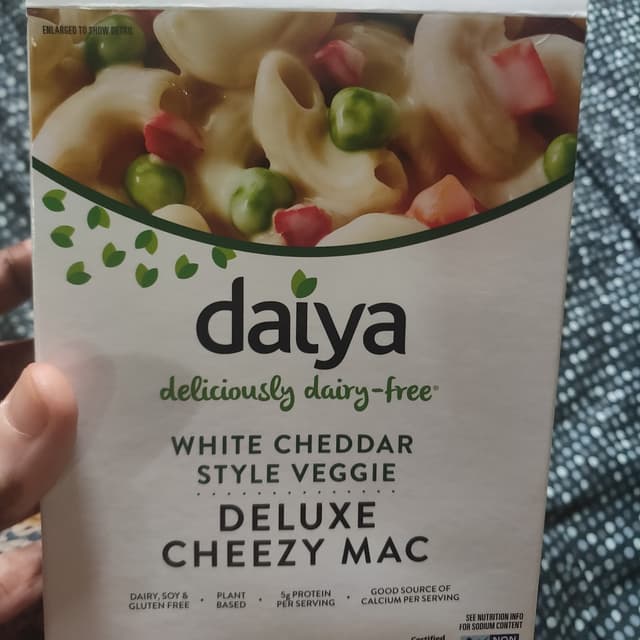 ENLARGED TO SHOW DETAIL
daiya
deliciously dairy-free®
WHITE CHEDDAR
STYLE VEGGIE
DELUXE
CHEEZY MAC
DAIRY, SOY &
GLUTEN FREE
• PLANT
BASED
• 5g PROTEIN
PER SERVING
• GOOD SOURCE OF
CALCIUM PER SERVING
SEE NUTRITION INFO
FOR SODIUM CONTENT
Certified
NON